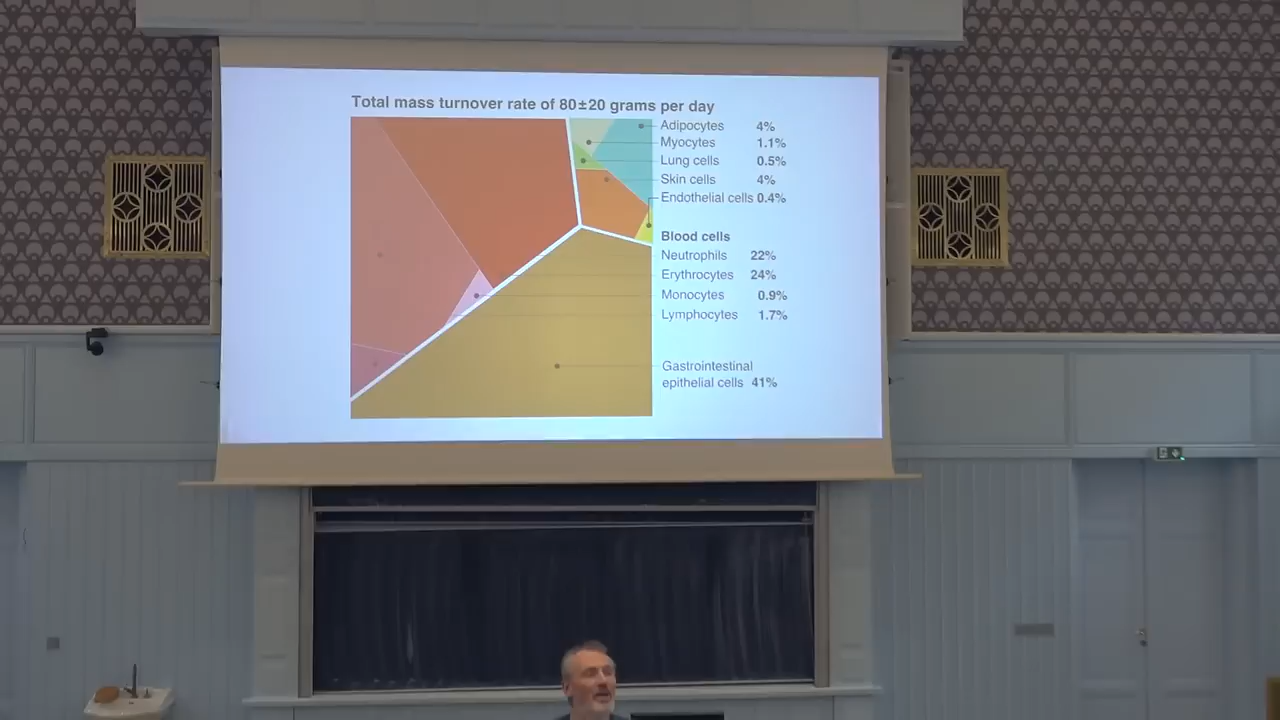 Total mass turnover rate of 80±20 grams per day
Adipocytes 4%
Myocytes 1.1%
Lung cells 0.5%
Skin cells 4%
Endothelial cells 0.4%
Blood cells
Neutrophils 22%
Erythrocytes 24%
Monocytes 0.9%
Lymphocytes 1.7%
Gastrointestinal
epithelial cells 41%